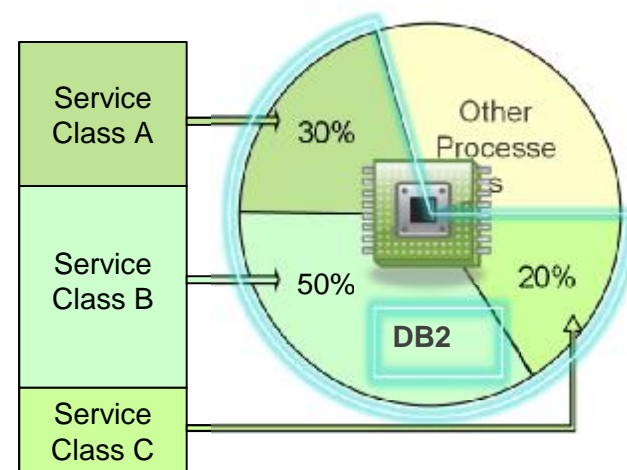 Service
Class A
Service
Class B
Service
Class C
30%
Other
Processe
s
50%
20%
DB2